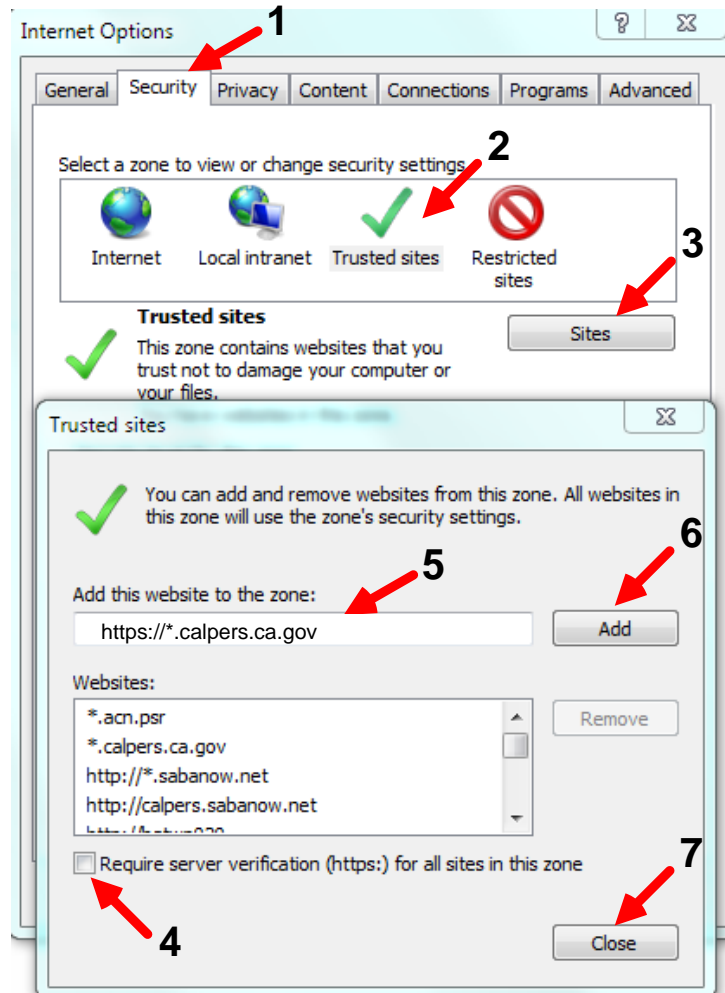 Internet Options
1
General Security Privacy Content Connections Programs Advanced
Select a zone to view or change security settings.
2
Internet
Local intranet
Trusted sites
Restricted
sites
3
Trusted sites
Sites
This zone contains websites that you
trust not to damage your computer or
your files.
Trusted sites
You can add and remove websites from this zone. All websites in
this zone will use the zone's security settings.
6
5
Add this website to the zone:
https://*.calpers.ca.gov
Add
Websites:
*.acn.psr
*.calpers.ca.gov
http://*.sabanow.net
http://calpers.sabanow.net
Remove
Require server verification (https:) for all sites in this zone
7
4
Close